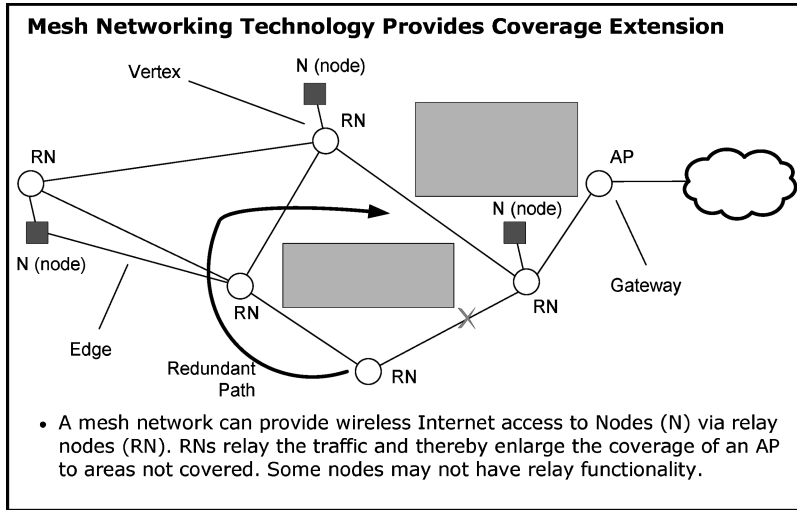 Mesh Networking Technology Provides Coverage Extension
N (node)
Vertex
RN
RN
AP
N (node)
N (node)
Gateway
RN
RN
Edge
Redundant
Path
RN
• A mesh network can provide wireless Internet access to Nodes (N) via relay
nodes (RN). RNs relay the traffic and thereby enlarge the coverage of an AP
to areas not covered. Some nodes may not have relay functionality.